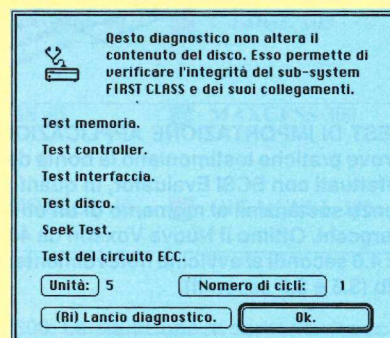 Qesto diagnostico non altera il
contenuto del disco. Esso permette di
verificare l'integrità del sub-system
FIRST CLASS e dei suoi collegamenti.
Test memoria.
Test controller.
Test interfaccia.
Test disco.
Seek Test.
Test del circuito ECC.
Unità: 5 Numero di cicli: 1
(Ri) Lancio diagnostico. Ok.